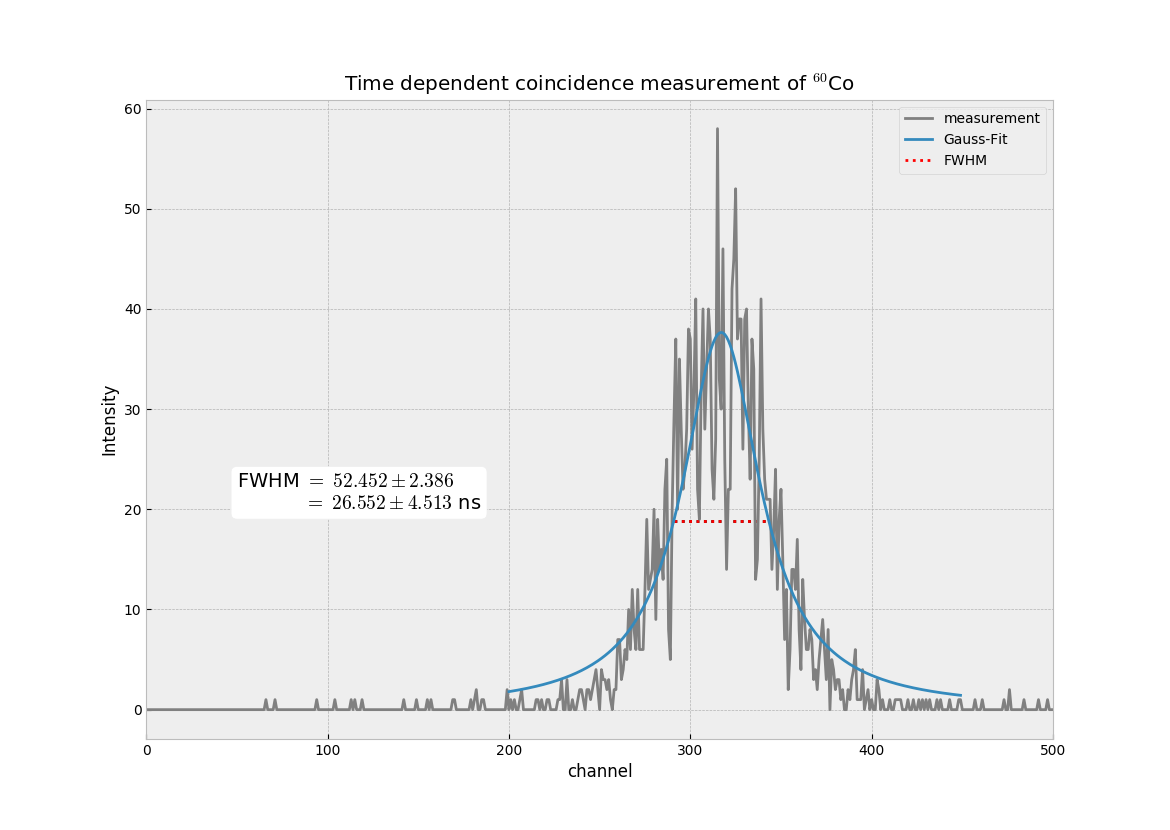 Time dependent coincidence measurement of ⁶⁰Co
60
50
40
30
20
10
0
Intensity
measurement
Gauss-Fit
FWHM
FWHM = 52.452 ± 2.386
= 26.552 ± 4.513 ns
0 100 200 300 400 500
channel